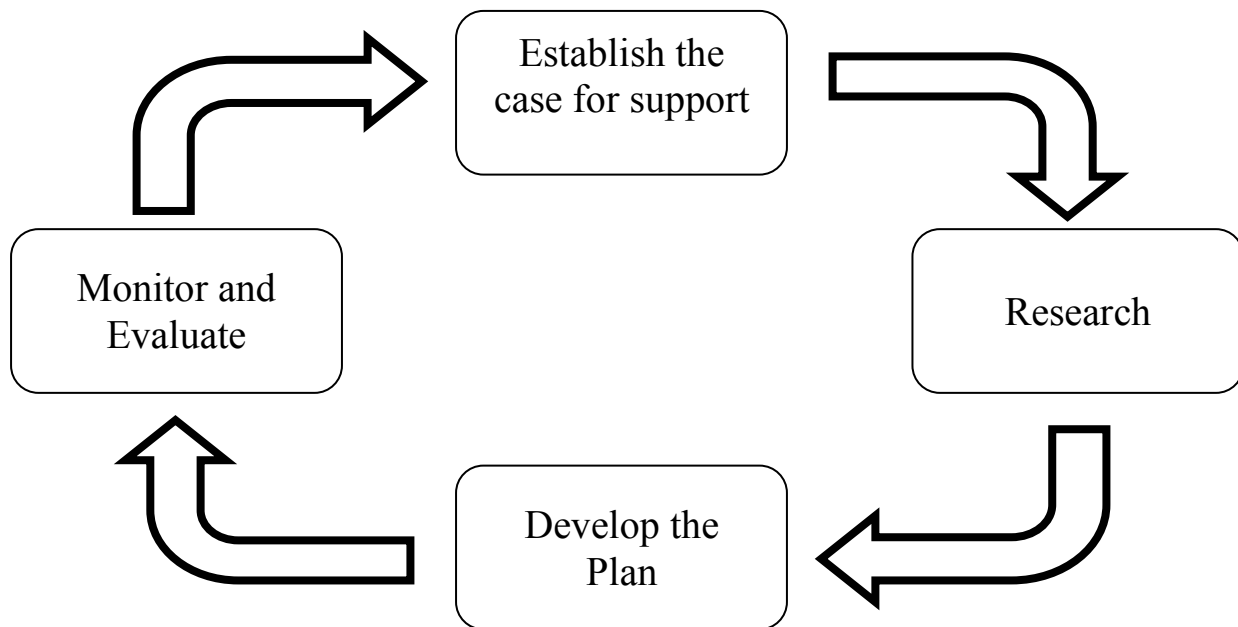 Establish the
case for support
Monitor and
Evaluate
Research
Develop the
Plan